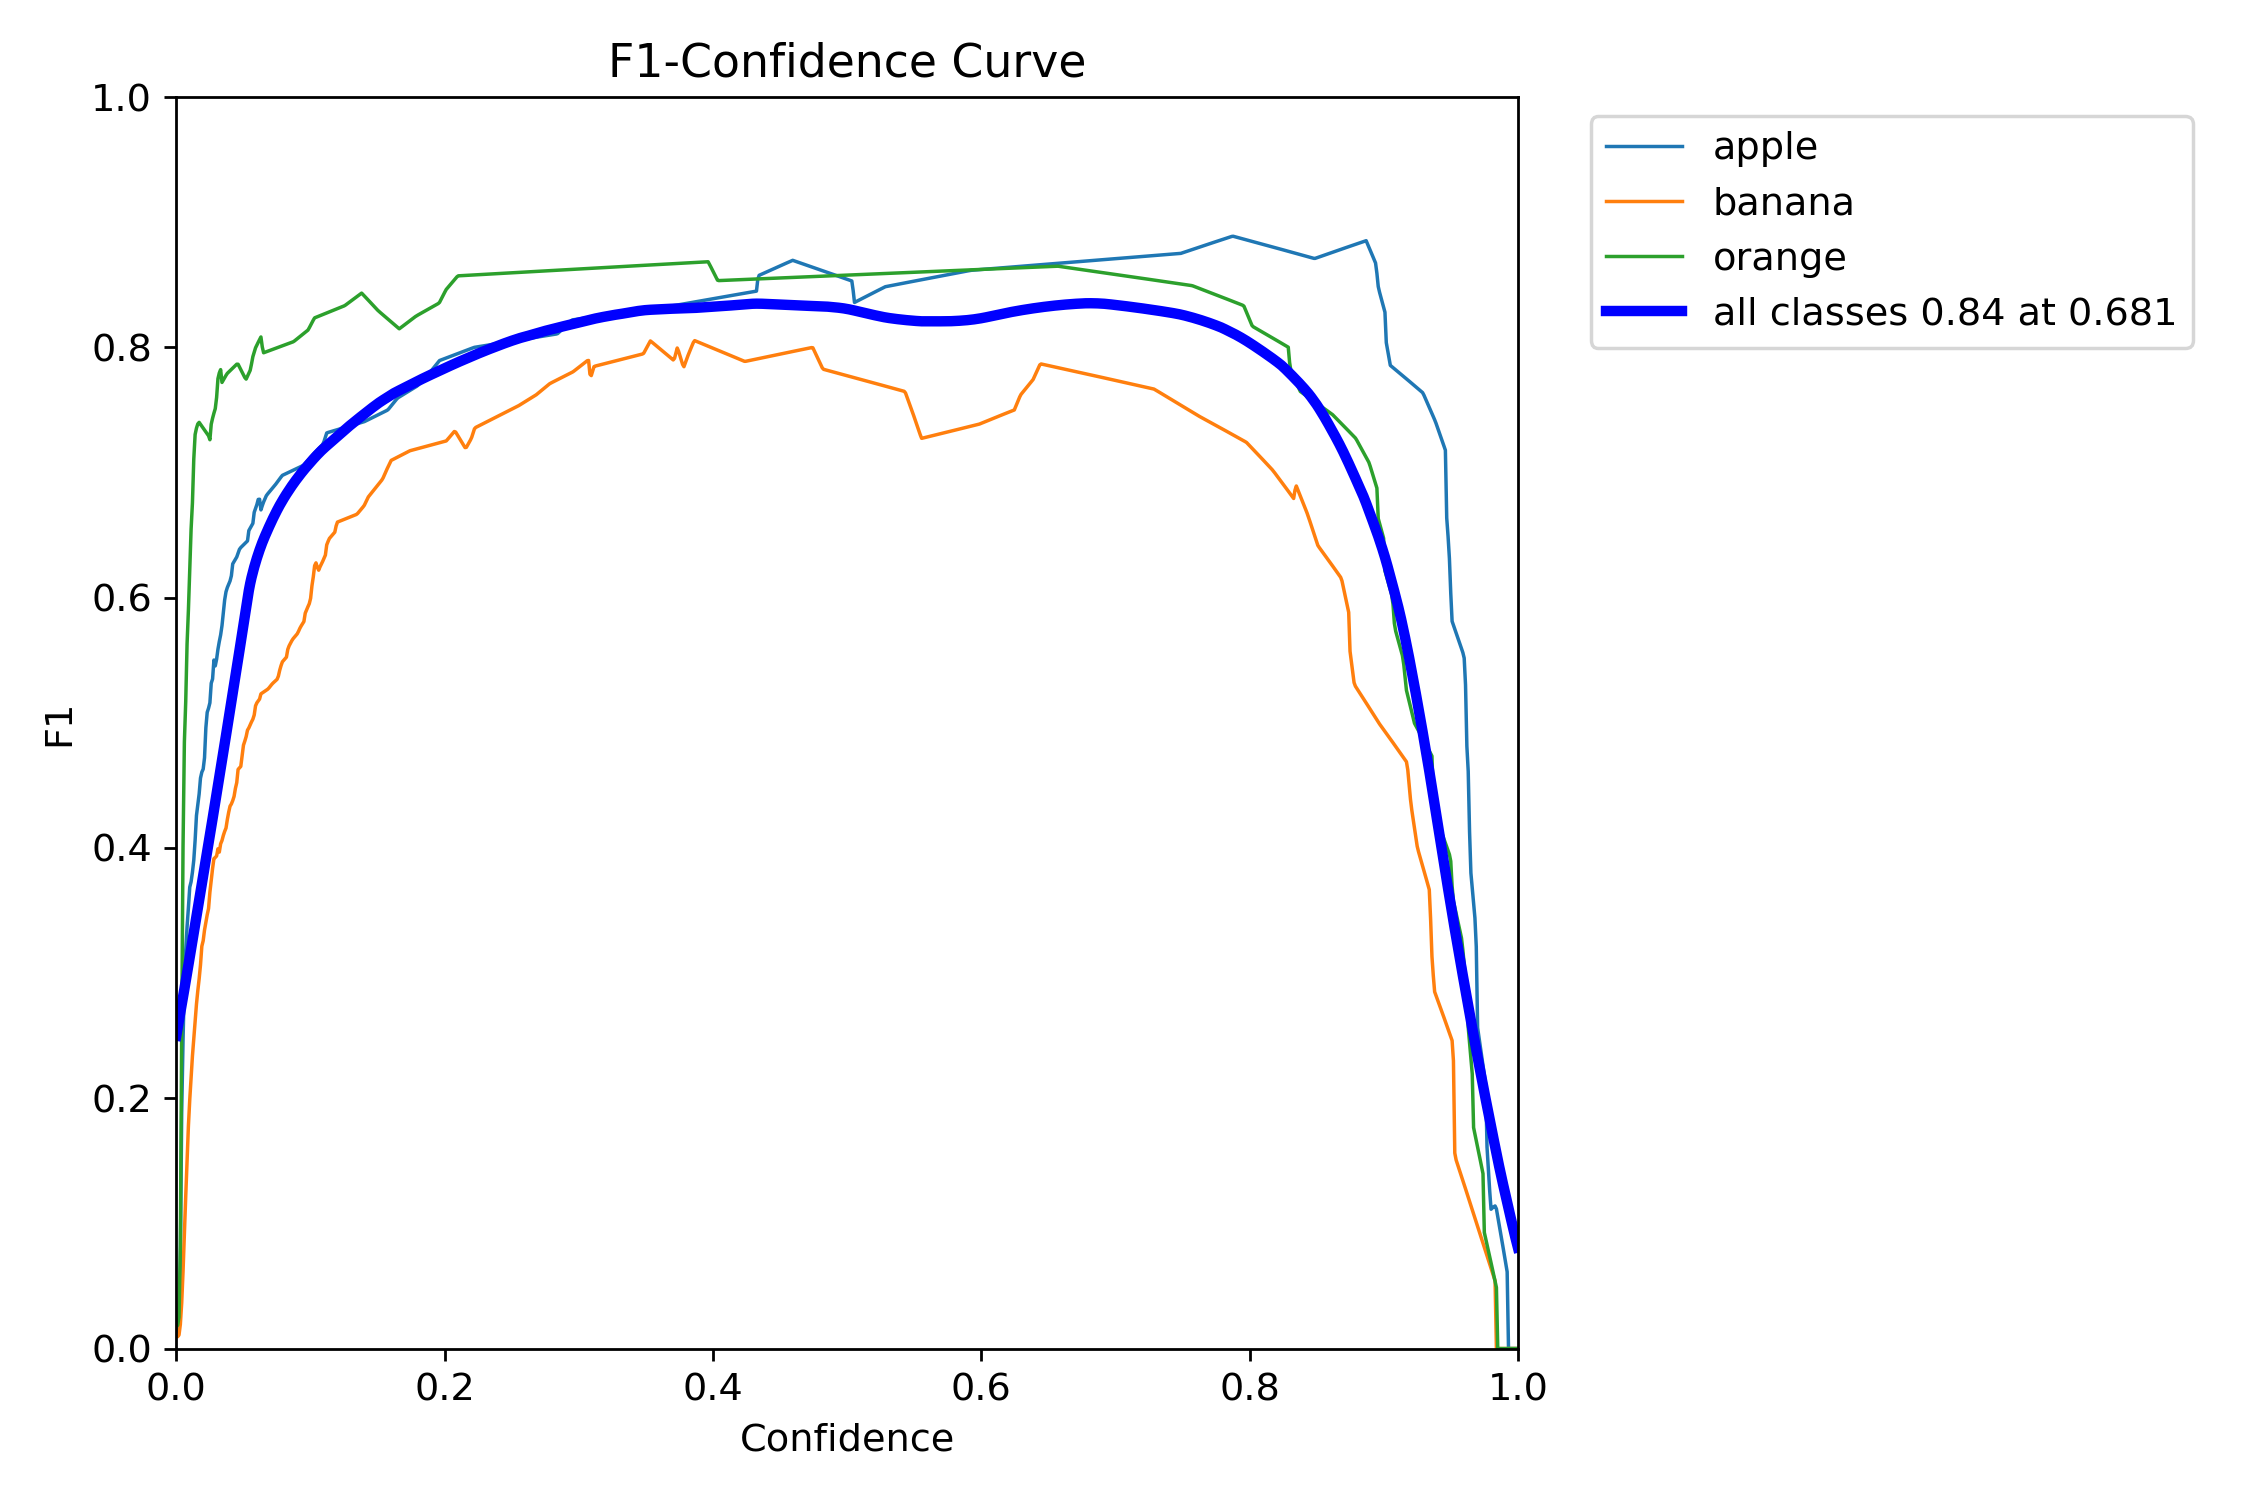 F1-Confidence Curve
1.0
0.8
0.6
0.4
0.2
0.0
F1
0.0 0.2 0.4 0.6 0.8 1.0
Confidence
apple
banana
orange
all classes 0.84 at 0.681